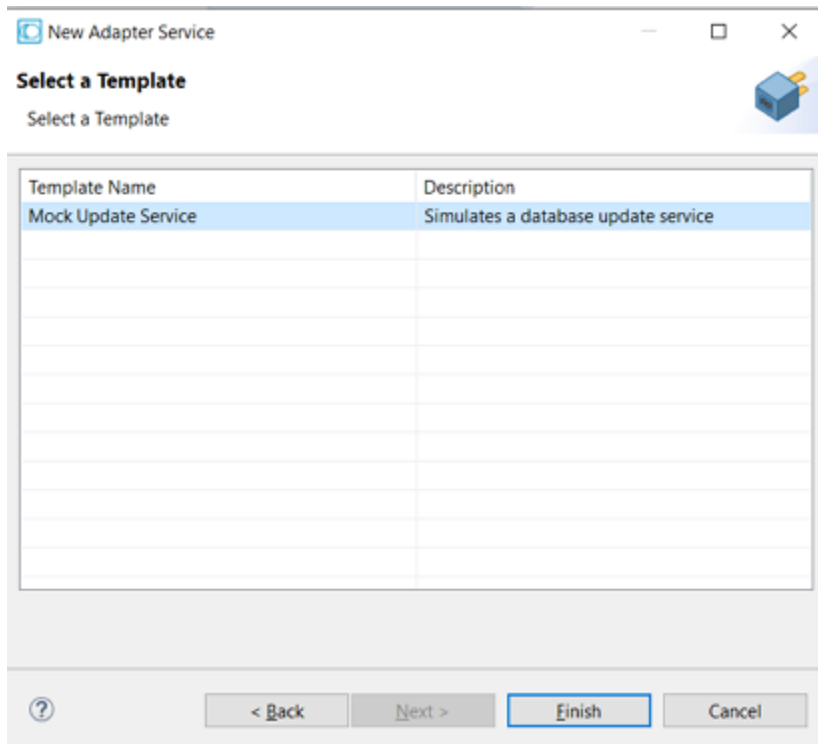 New Adapter Service
Select a Template
Select a Template
Template Name Description
Mock Update Service Simulates a database update service
< Back Next > Finish Cancel